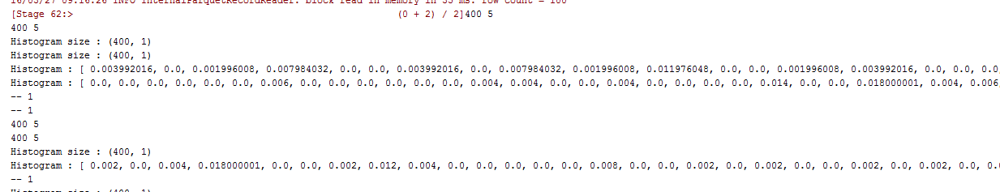 16/05/27 09:16:26 INFO InternalParquetRecordReader: block read in memory in 55 ms. row count = 100
[Stage 62:> (0 + 2) / 2]400 5
400 5
Histogram size : (400, 1)
Histogram size : (400, 1)
Histogram : [ 0.003992016, 0.0, 0.001996008, 0.007984032, 0.0, 0.0, 0.003992016, 0.0, 0.007984032, 0.001996008, 0.011976048, 0.0, 0.0, 0.001996008, 0.003992016, 0.0, 0.0, 0.0
Histogram : [ 0.0, 0.0, 0.0, 0.0, 0.0, 0.0, 0.006, 0.0, 0.0, 0.0, 0.0, 0.0, 0.0, 0.004, 0.004, 0.0, 0.0, 0.004, 0.0, 0.0, 0.0, 0.0, 0.014, 0.0, 0.0, 0.018000001, 0.004, 0.006,
-- 1
-- 1
400 5
400 5
Histogram size : (400, 1)
Histogram : [ 0.002, 0.0, 0.004, 0.018000001, 0.0, 0.0, 0.002, 0.012, 0.004, 0.0, 0.0, 0.0, 0.0, 0.0, 0.008, 0.0, 0.0, 0.002, 0.0, 0.002, 0.0, 0.0, 0.002, 0.0, 0.002, 0.0, 0.0
-- 1
Histogram size : (400, 1)